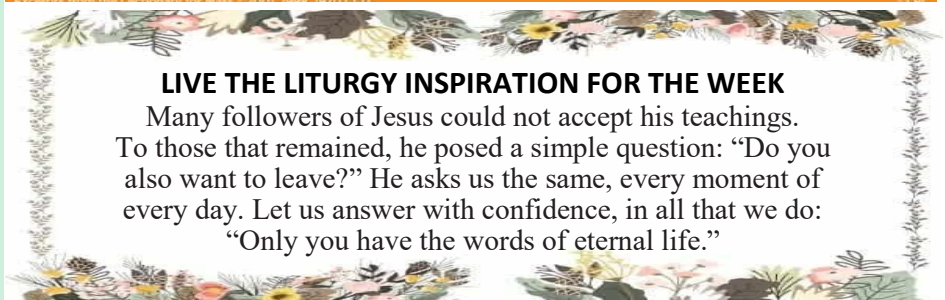 LIVE THE LITURGY INSPIRATION FOR THE WEEK
Many followers of Jesus could not accept his teachings.
To those that remained, he posed a simple question: “Do you
also want to leave?” He asks us the same, every moment of
every day. Let us answer with confidence, in all that we do:
“Only you have the words of eternal life.”